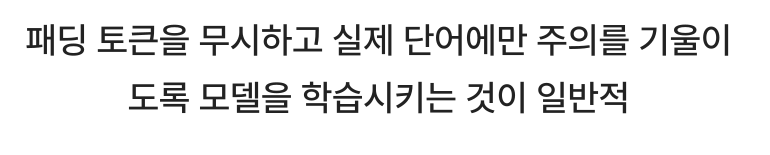 패딩 토큰을 무시하고 실제 단어에만 주의를 기울이
도록 모델을 학습시키는 것이 일반적